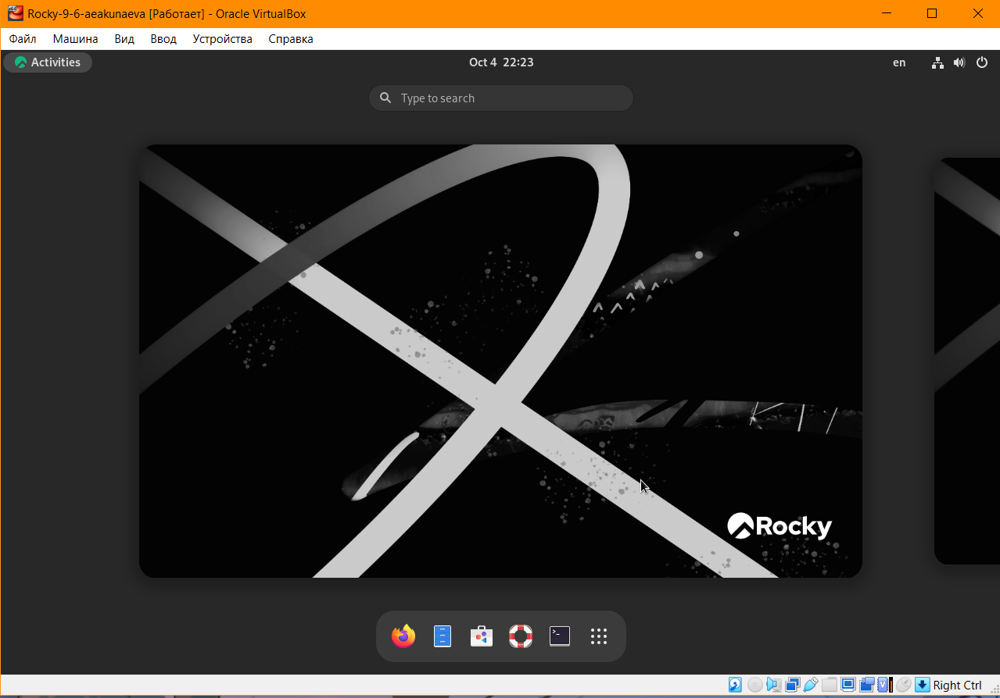 Rocky-9-6-aeakunaeva [Работает] - Oracle VirtualBox
Файл Машина Вид Ввод Устройства Справка
Activities Oct 4 22:23 en
Type to search
Rocky
Right Ctrl